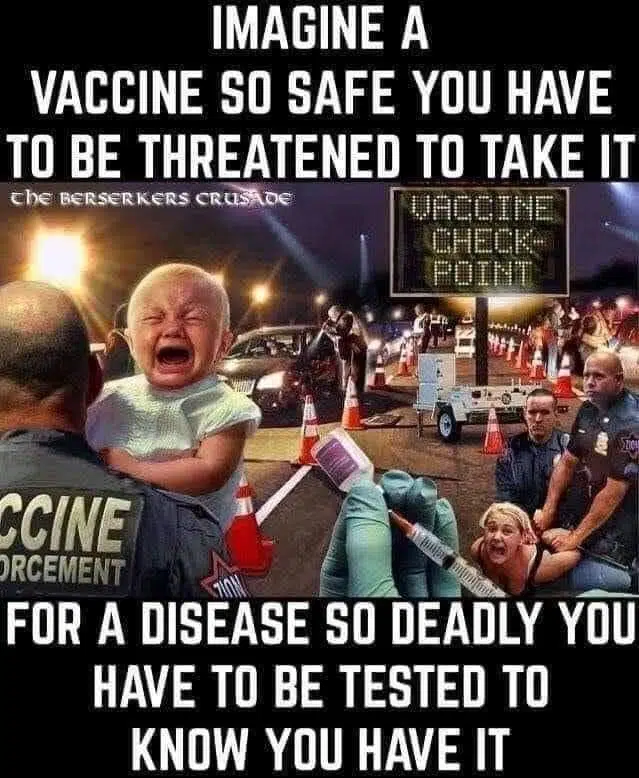 IMAGINE A
VACCINE SO SAFE YOU HAVE
TO BE THREATENED TO TAKE IT
THE BERSERKERS CRUSADE
VACCINE
CHECK-
POINT
CCINE
ORCEMENT
ZION
FOR A DISEASE SO DEADLY YOU
HAVE TO BE TESTED TO
KNOW YOU HAVE IT